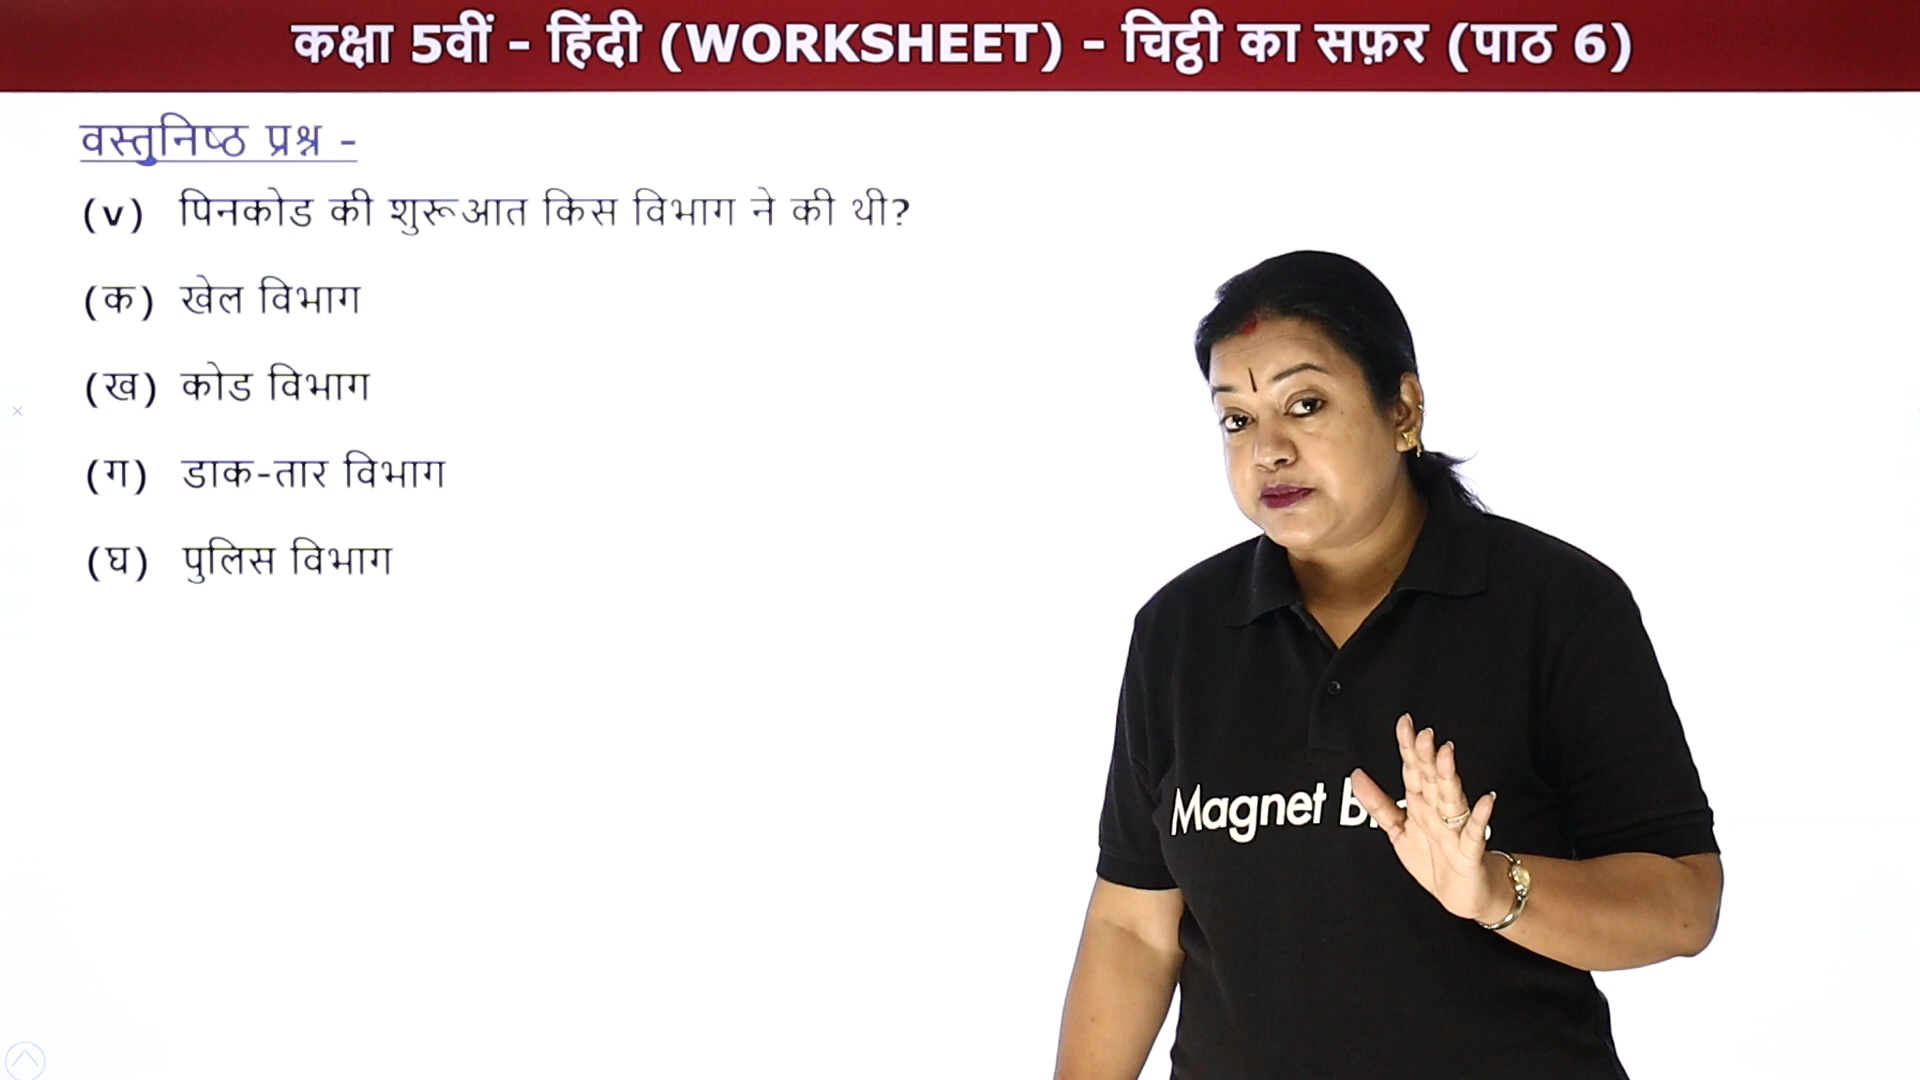 कक्षा 5वीं - हिंदी (WORKSHEET) - चिट्ठी का सफ़र (पाठ 6)
वस्तुनिष्ठ प्रश्न -
(v) पिनकोड की शुरूआत किस विभाग ने की थी?
(क) खेल विभाग
(ख) कोड विभाग
(ग) डाक-तार विभाग
(घ) पुलिस विभाग
Magnet